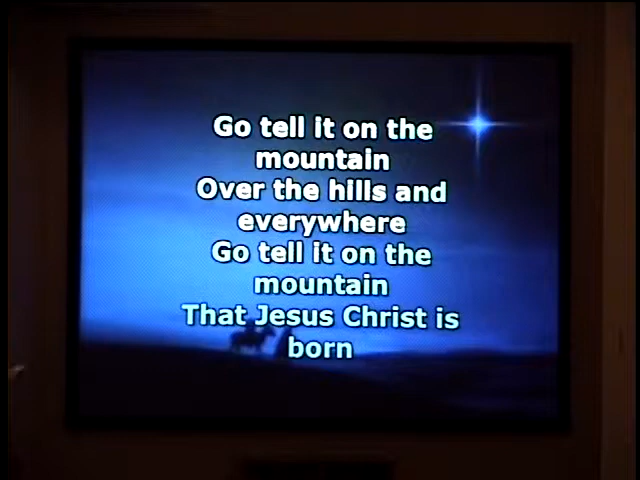 Go tell it on the
mountain
Over the hills and
everywhere
Go tell it on the
mountain
That Jesus Christ is
born